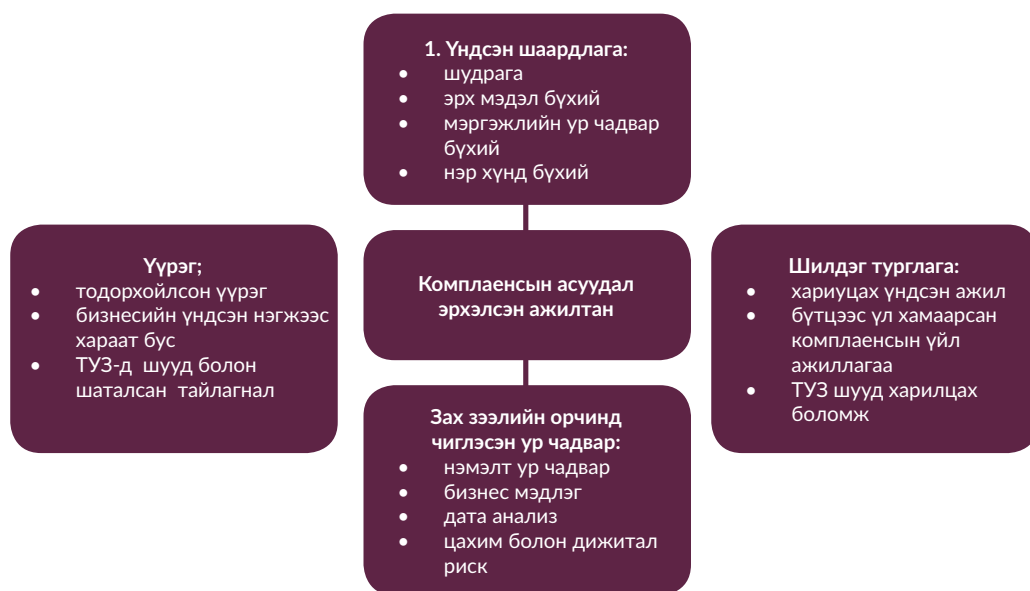 1. Үндсэн шаардлага:
• шудрага
• эрх мэдэл бүхий
• мэргэжлийн ур чадвар
бүхий
• нэр хүнд бүхий
Үүрэг;
• тодорхойлсон үүрэг
• бизнесийн үндсэн нэгжээс
хараат бус
• ТУЗ-д шууд болон
шаталсан тайлагнал
Комплаенсын асуудал
эрхэлсэн ажилтан
Шилдэг турглага:
• хариуцах үндсэн ажил
• бүтцээс үл хамаарсан
комплаенсын үйл
ажиллагаа
• ТУЗ шууд харилцах
боломж
Зах зээлийн орчинд
чиглэсэн ур чадвар:
• нэмэлт ур чадвар
• бизнес мэдлэг
• дата анализ
• цахим болон дижитал
риск